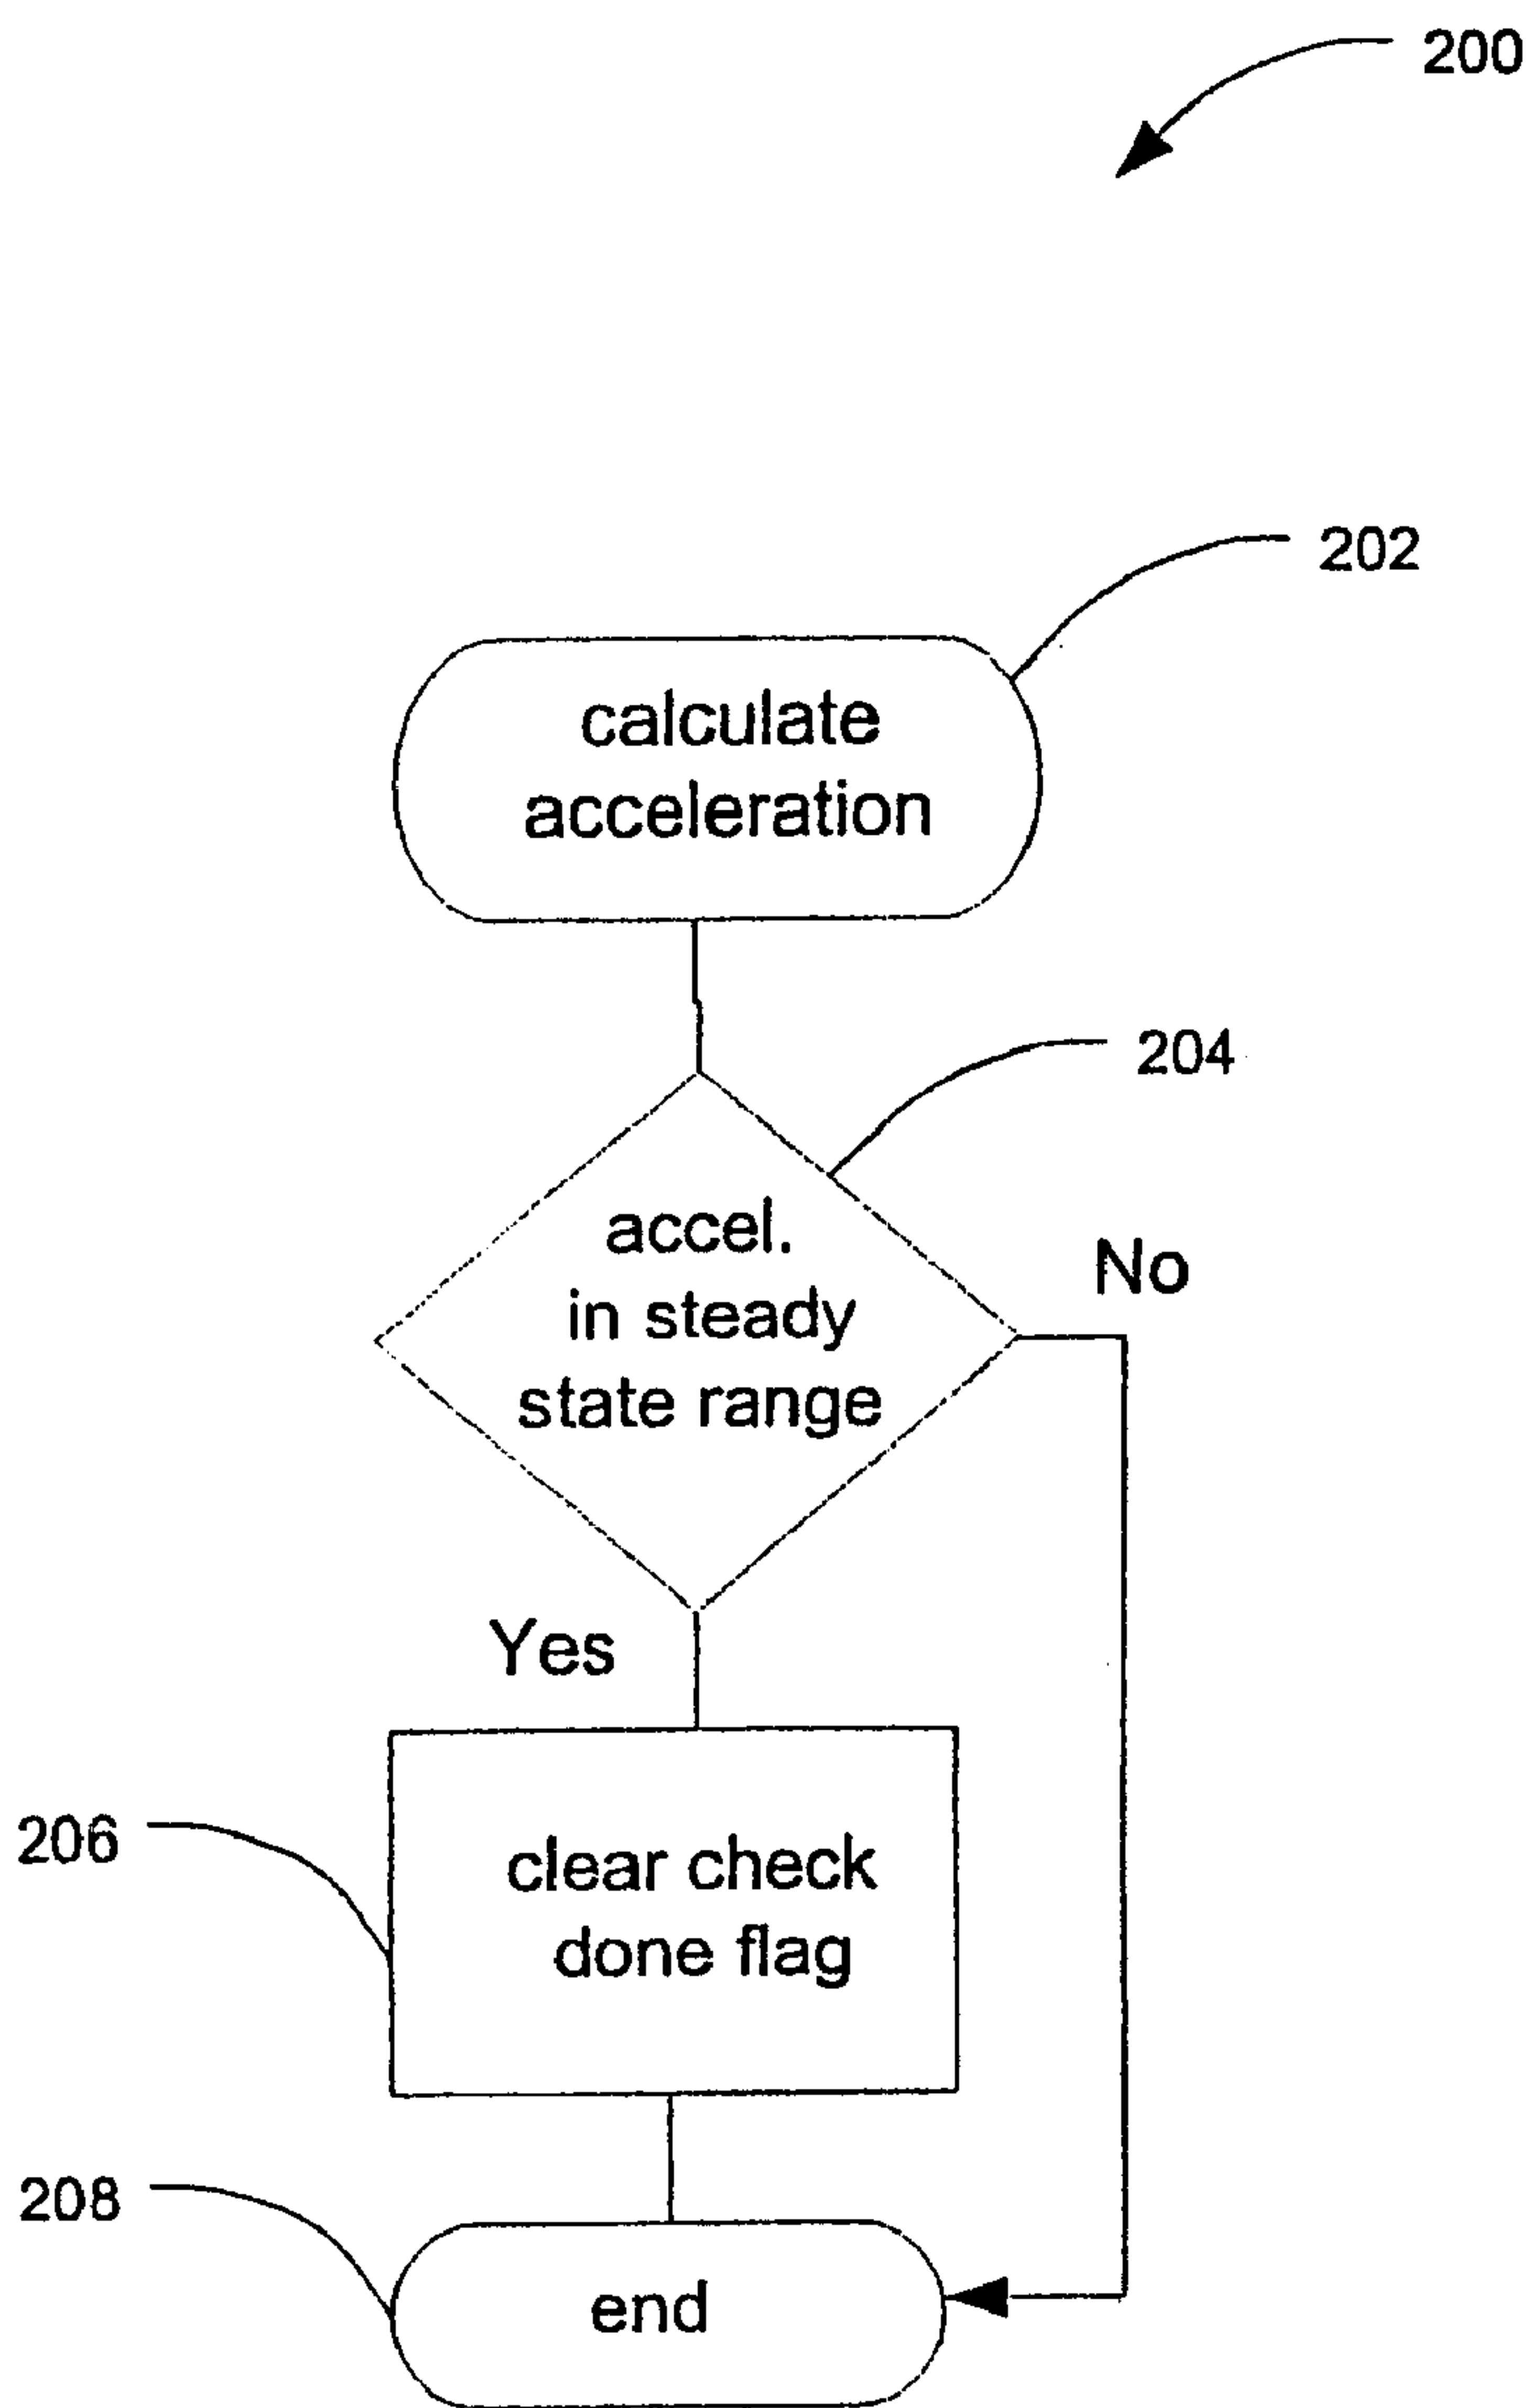 200
202
calculate
acceleration
204
accel.
in steady
state range
No
Yes
206
clear check
done flag
208
end